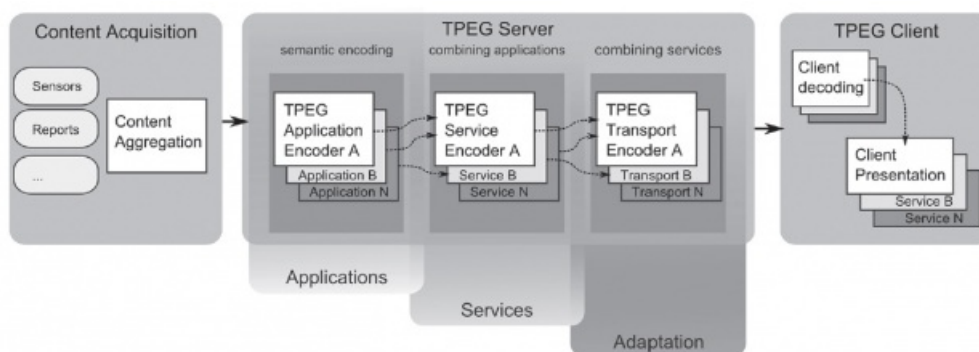 Content Acquisition
Sensors
Reports
...
Content
Aggregation
TPEG Server
semantic encoding
combining applications
combining services
TPEG
Application
Encoder A
Application B
Application N
TPEG
Service
Encoder A
Service B
Service N
TPEG
Transport
Encoder A
Transport B
Transport N
Applications
Services
Adaptation
TPEG Client
Client
decoding
Client
Presentation
Service B
Service N